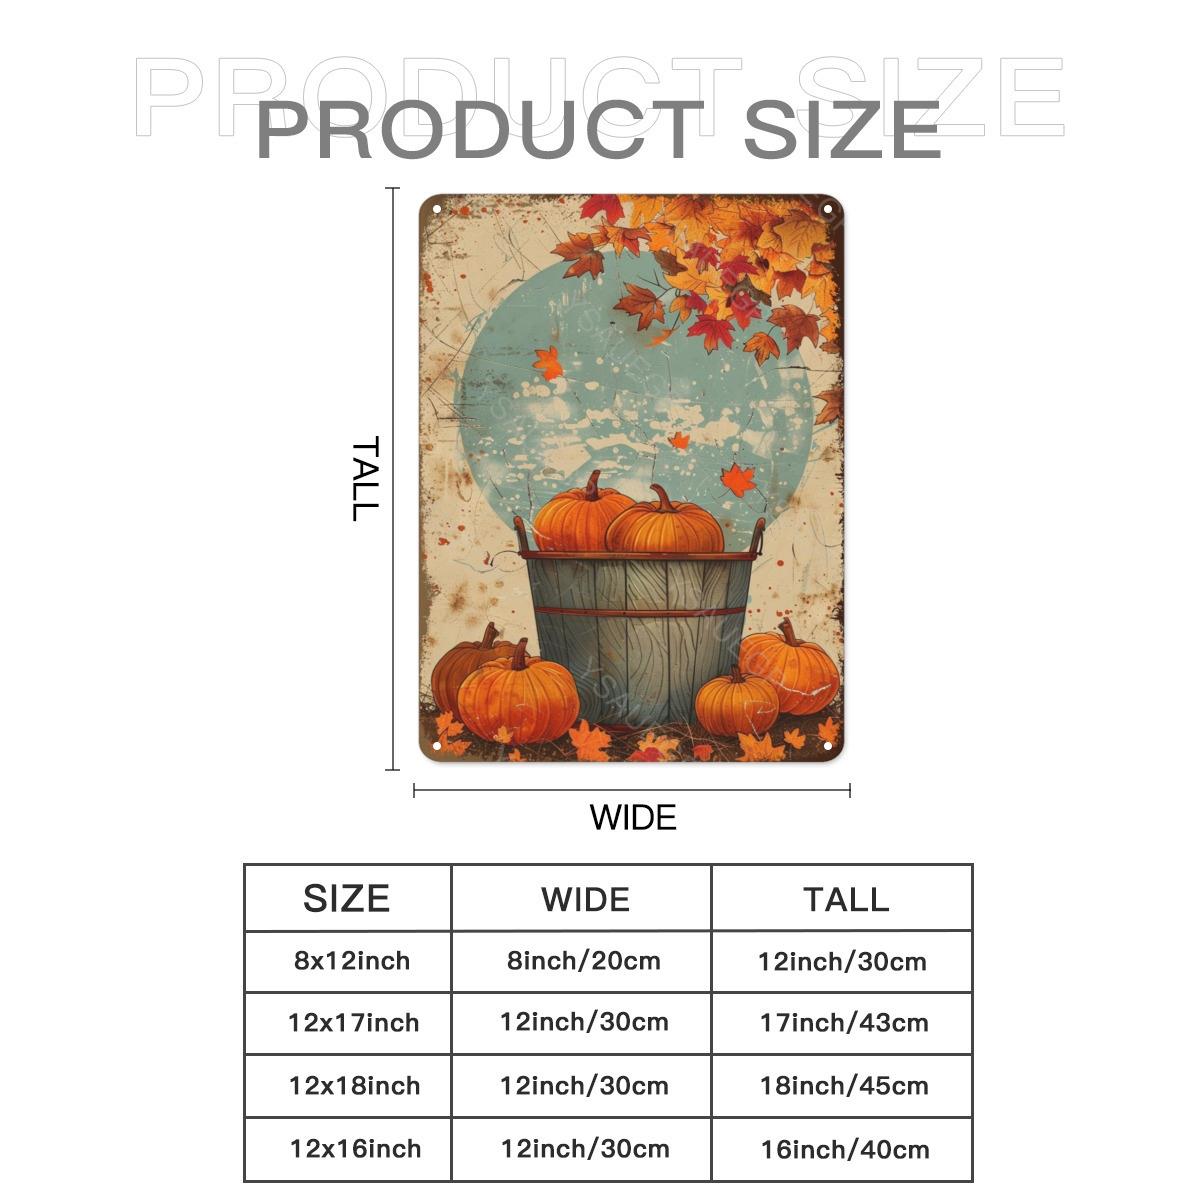 PRODUCT SIZE
PRODUCT SIZE
TALL
WIDE
SIZE WIDE TALL
8x12inch 8inch/20cm 12inch/30cm
12x17inch 12inch/30cm 17inch/43cm
12x18inch 12inch/30cm 18inch/45cm
12x16inch 12inch/30cm 16inch/40cm